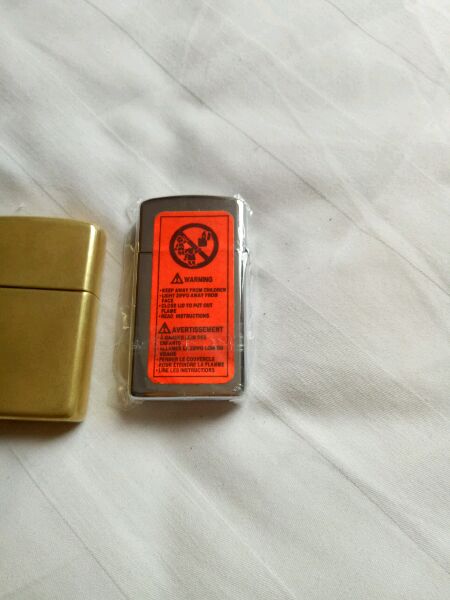 WARNING
•KEEP AWAY FROM CHILDREN
•LIGHT ZIPPO AWAY FROM
FACE
•CLOSE LID TO PUT OUT
FLAME
•READ INSTRUCTIONS
AVERTISSEMENT
ENFANTS
VISAGE
LE COUVERCLE
POUR ÉTEINDRE LA FLAMME
•LIRE LES INSTRUCTIONS